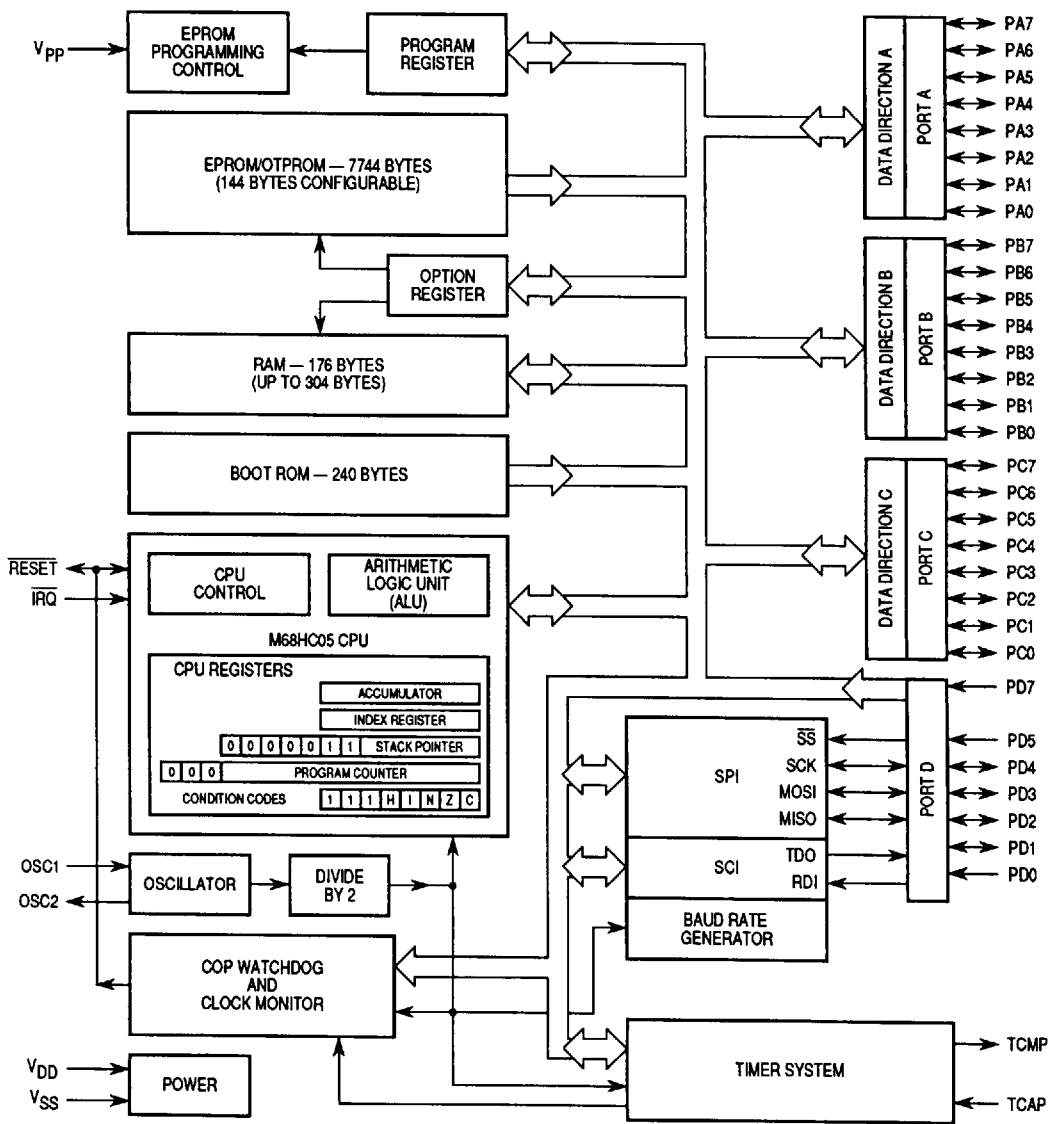 VPP
EPROM
PROGRAMMING
CONTROL
PROGRAM
REGISTER
EPROM/OTPROM — 7744 BYTES
(144 BYTES CONFIGURABLE)
OPTION
REGISTER
RAM — 176 BYTES
(UP TO 304 BYTES)
BOOT ROM — 240 BYTES
RESET
IRQ
CPU
CONTROL
ARITHMETIC
LOGIC UNIT
(ALU)
M68HC05 CPU
CPU REGISTERS
ACCUMULATOR
INDEX REGISTER
0 0 0 0 0 1 1 STACK POINTER
0 0 0 PROGRAM COUNTER
CONDITION CODES 1 1 1 H I N Z C
OSC1
OSC2
OSCILLATOR
DIVIDE
BY 2
COP WATCHDOG
AND
CLOCK MONITOR
VDD
VSS
POWER
DATA DIRECTION A
PORT A
PA7
PA6
PA5
PA4
PA3
PA2
PA1
PA0
DATA DIRECTION B
PORT B
PB7
PB6
PB5
PB4
PB3
PB2
PB1
PB0
DATA DIRECTION C
PORT C
PC7
PC6
PC5
PC4
PC3
PC2
PC1
PC0
PORT D
PD7
PD5
PD4
PD3
PD2
PD1
PD0
SPI
SS
SCK
MOSI
MISO
SCI
TDO
RDI
BAUD RATE
GENERATOR
TIMER SYSTEM
TCMP
TCAP